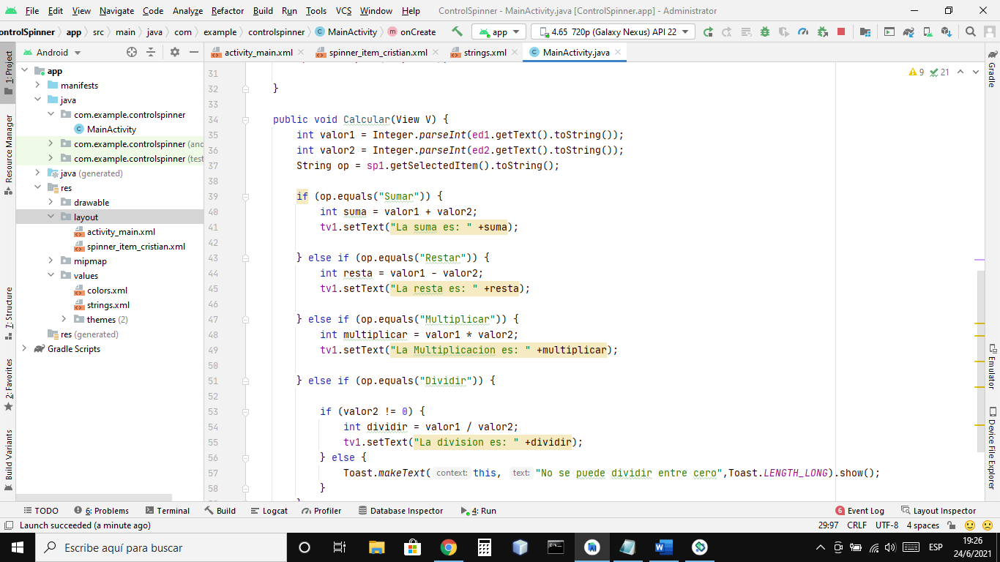 File Edit View Navigate Code Analyze Refactor Build Run Tools VCS Window Help ControlSpinner - MainActivity.java [ControlSpinner.app] - Administrator
ontrolSpinner app src main java com example controlspinner MainActivity onCreate app 4.65 720p (Galaxy Nexus) API 22
Android activity_main.xml spinner_item_cristian.xml strings.xml MainActivity.java
1: Project
Resource Manager
7: Structure
2: Favorites
Build Variants
app
manifests
java
com.example.controlspinner
MainActivity
com.example.controlspinner (anc
com.example.controlspinner (test
java (generated)
res
drawable
layout
activity_main.xml
spinner_item_cristian.xml
mipmap
values
colors.xml
strings.xml
themes (2)
res (generated)
Gradle Scripts
9 21
31
32 }
33
34 public void Calcular(View V) {
35 int valor1 = Integer.parseInt(ed1.getText().toString());
36 int valor2 = Integer.parseInt(ed2.getText().toString());
37 String op = sp1.getSelectedItem().toString();
38
39 if (op.equals("Sumar")) {
40 int suma = valor1 + valor2;
41 tv1.setText("La suma es: " +suma);
42
43 } else if (op.equals("Restar")) {
44 int resta = valor1 - valor2;
45 tv1.setText("La resta es: " +resta);
46
47 } else if (op.equals("Multiplicar")) {
48 int multiplicar = valor1 * valor2;
49 tv1.setText("La Multiplicacion es: " +multiplicar);
50
51 } else if (op.equals("Dividir")) {
52
53 if (valor2 != 0) {
54 int dividir = valor1 / valor2;
55 tv1.setText("La division es: " +dividir);
56 } else {
57 Toast.makeText( context: this, text: "No se puede dividir entre cero",Toast.LENGTH_LONG).show();
58 }
Gradle
Emulator
Device File Explorer
TODO 6: Problems Terminal Build Logcat Profiler Database Inspector 4: Run 6 Event Log Layout Inspector
Launch succeeded (a minute ago) 29:97 CRLF UTF-8 4 spaces
Escribe aquí para buscar ESP 19:26
24/6/2021